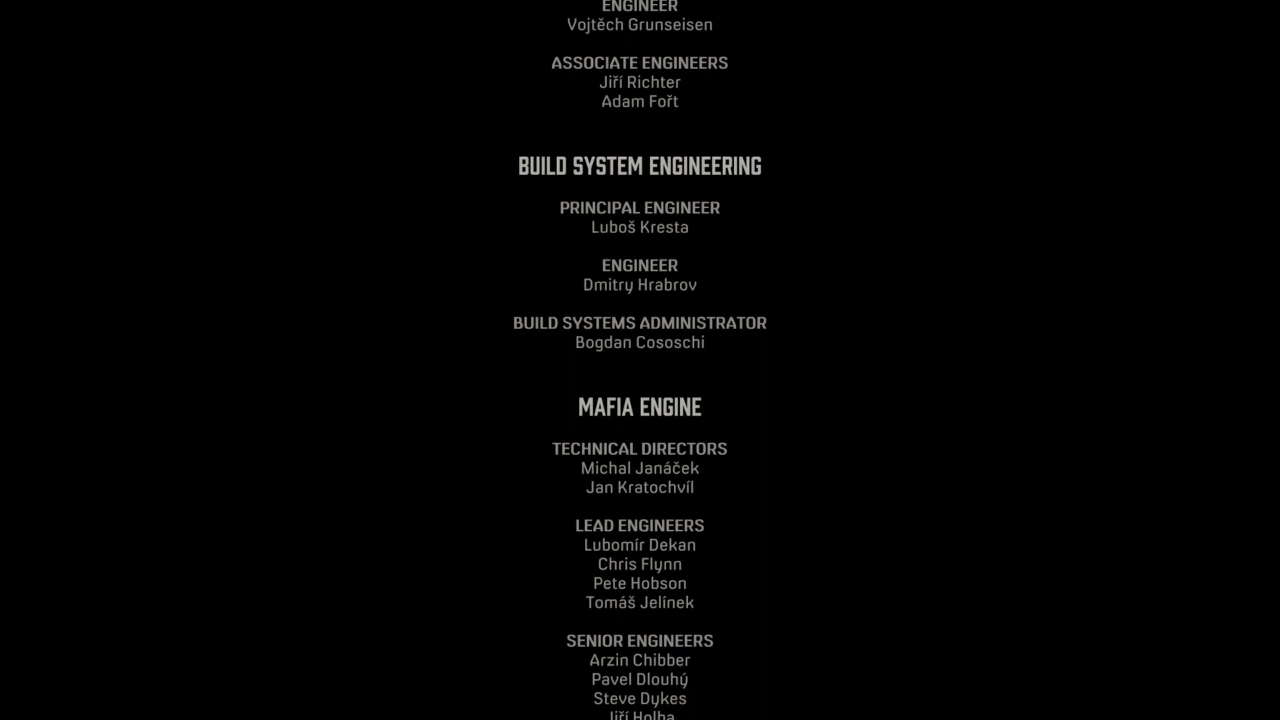 ENGINEER
Vojtěch Grunseisen
ASSOCIATE ENGINEERS
Jiří Richter
Adam Fořt
BUILD SYSTEM ENGINEERING
PRINCIPAL ENGINEER
Luboš Kresta
ENGINEER
Dmitry Hrabrov
BUILD SYSTEMS ADMINISTRATOR
Bogdan Cososchi
MAFIA ENGINE
TECHNICAL DIRECTORS
Michal Janáček
Jan Kratochvíl
LEAD ENGINEERS
Lubomír Dekan
Chris Flynn
Pete Hobson
Tomáš Jelínek
SENIOR ENGINEERS
Arzin Chibber
Pavel Dlouhý
Steve Dykes
Jiří Holba